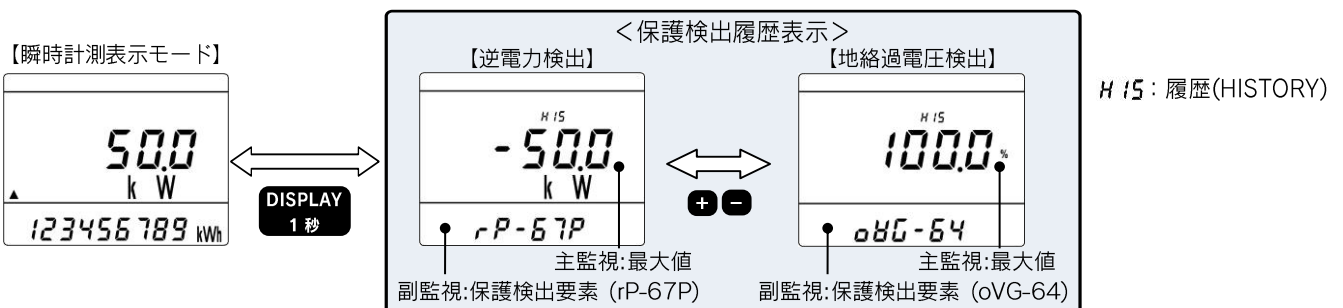 ＜保護検出履歴表示＞
【瞬時計測表示モード】
【逆電力検出】
【地絡過電圧検出】
50.0
k W
123456789 kWh
DISPLAY
1 秒
HIS
-50.0
k W
rP-67P
主監視:最大値
副監視:保護検出要素 (rP-67P)
+ -
HIS
100.0 %
oVG-64
主監視:最大値
副監視:保護検出要素 (oVG-64)
HIS：履歴(HISTORY)